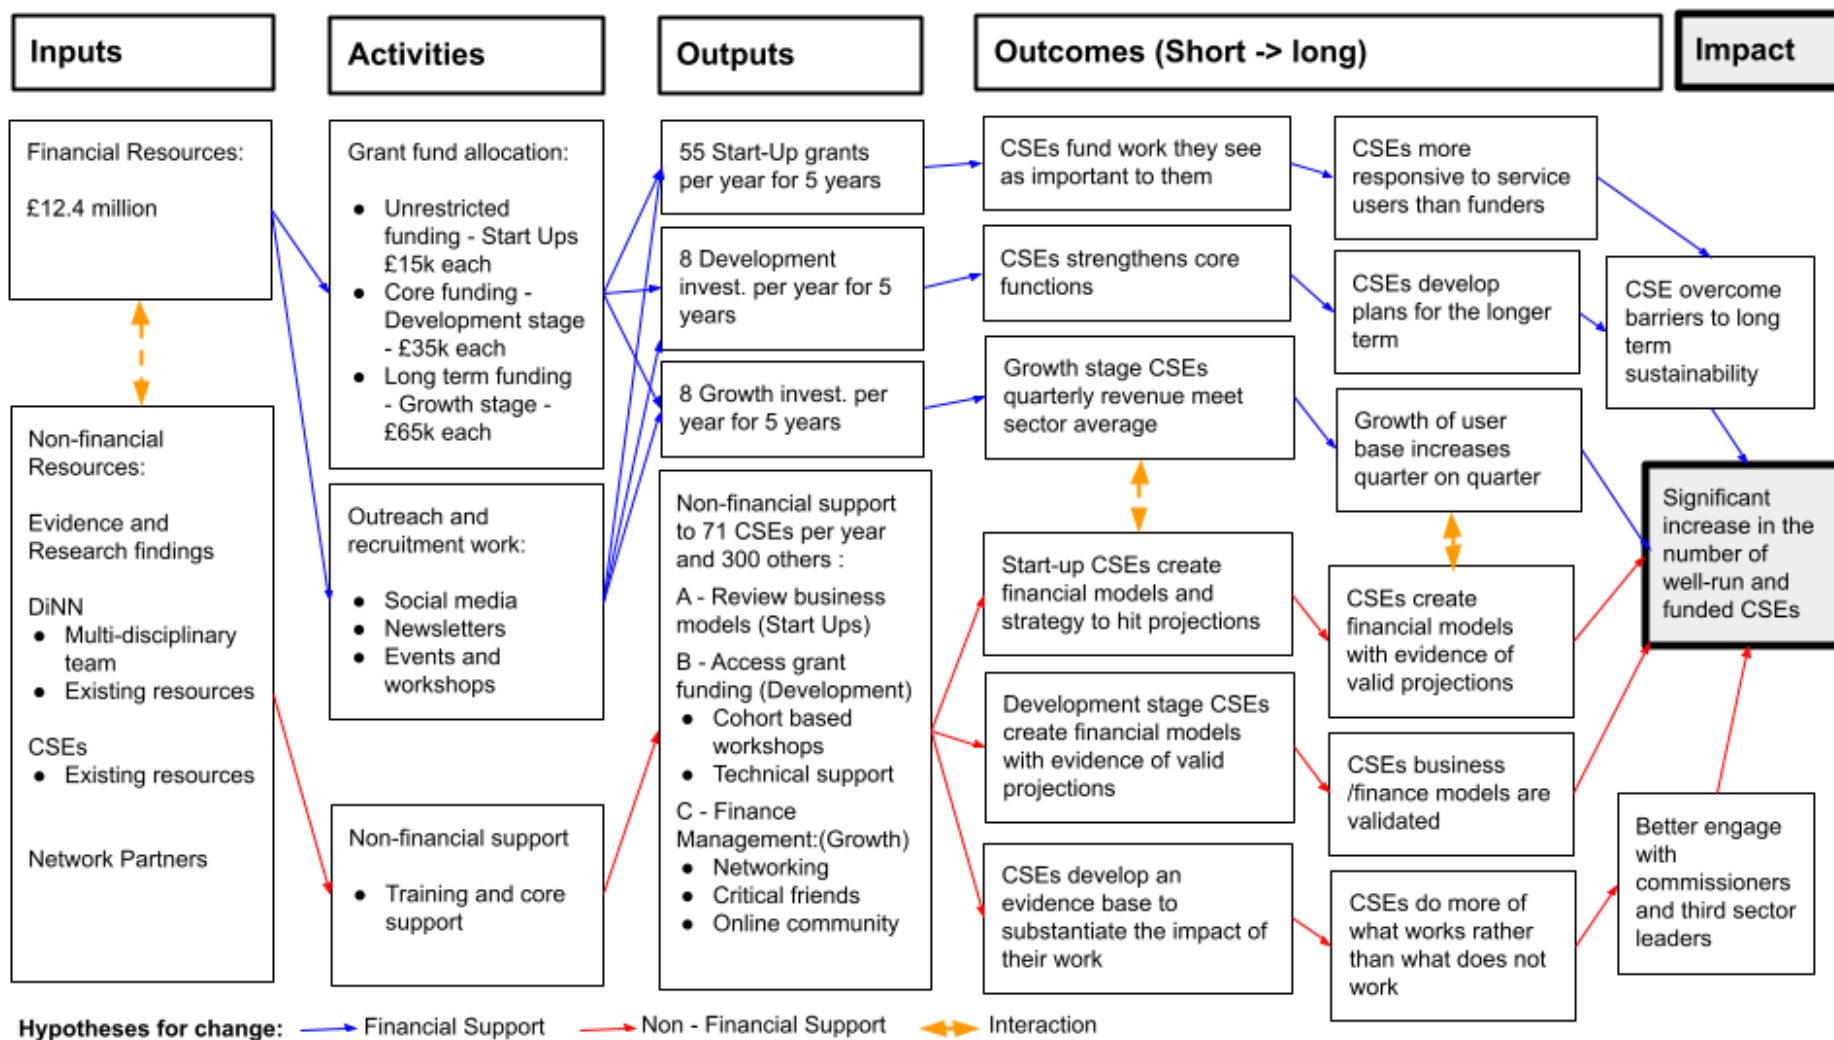 Inputs
Activities
Outputs
Outcomes (Short -> long)
Impact
Financial Resources:
£12.4 million
Non-financial
Resources:
Evidence and
Research findings
DiNN
● Multi-disciplinary
team
● Existing resources
CSEs
● Existing resources
Network Partners
Grant fund allocation:
● Unrestricted
funding - Start Ups
£15k each
● Core funding -
Development stage
- £35k each
● Long term funding
- Growth stage -
£65k each
Outreach and
recruitment work:
● Social media
● Newsletters
● Events and
workshops
Non-financial support
● Training and core
support
55 Start-Up grants
per year for 5 years
8 Development
invest. per year for 5
years
8 Growth invest. per
year for 5 years
Non-financial support
to 71 CSEs per year
and 300 others :
A - Review business
models (Start Ups)
B - Access grant
funding (Development)
● Cohort based
workshops
● Technical support
C - Finance
Management:(Growth)
● Networking
● Critical friends
● Online community
CSEs fund work they see
as important to them
CSEs strengthens core
functions
Growth stage CSEs
quarterly revenue meet
sector average
Start-up CSEs create
financial models and
strategy to hit projections
Development stage CSEs
create financial models
with evidence of valid
projections
CSEs develop an
evidence base to
substantiate the impact of
their work
CSEs more
responsive to service
users than funders
CSEs develop
plans for the longer
term
Growth of user
base increases
quarter on quarter
CSEs create
financial models
with evidence of
valid projections
CSEs business
/finance models are
validated
CSEs do more of
what works rather
than what does not
work
CSE overcome
barriers to long
term
sustainability
Significant
increase in the
number of
well-run and
funded CSEs
Better engage
with
commissioners
and third sector
leaders
Hypotheses for change:
Financial Support
Non - Financial Support
Interaction